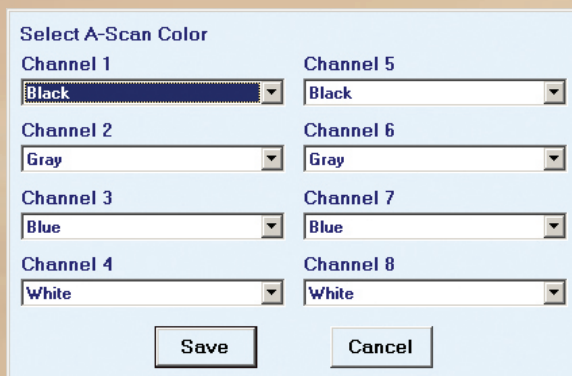 Select A-Scan Color
Channel 1
Black
Channel 2
Gray
Channel 3
Blue
Channel 4
White
Channel 5
Black
Channel 6
Gray
Channel 7
Blue
Channel 8
White
Save
Cancel